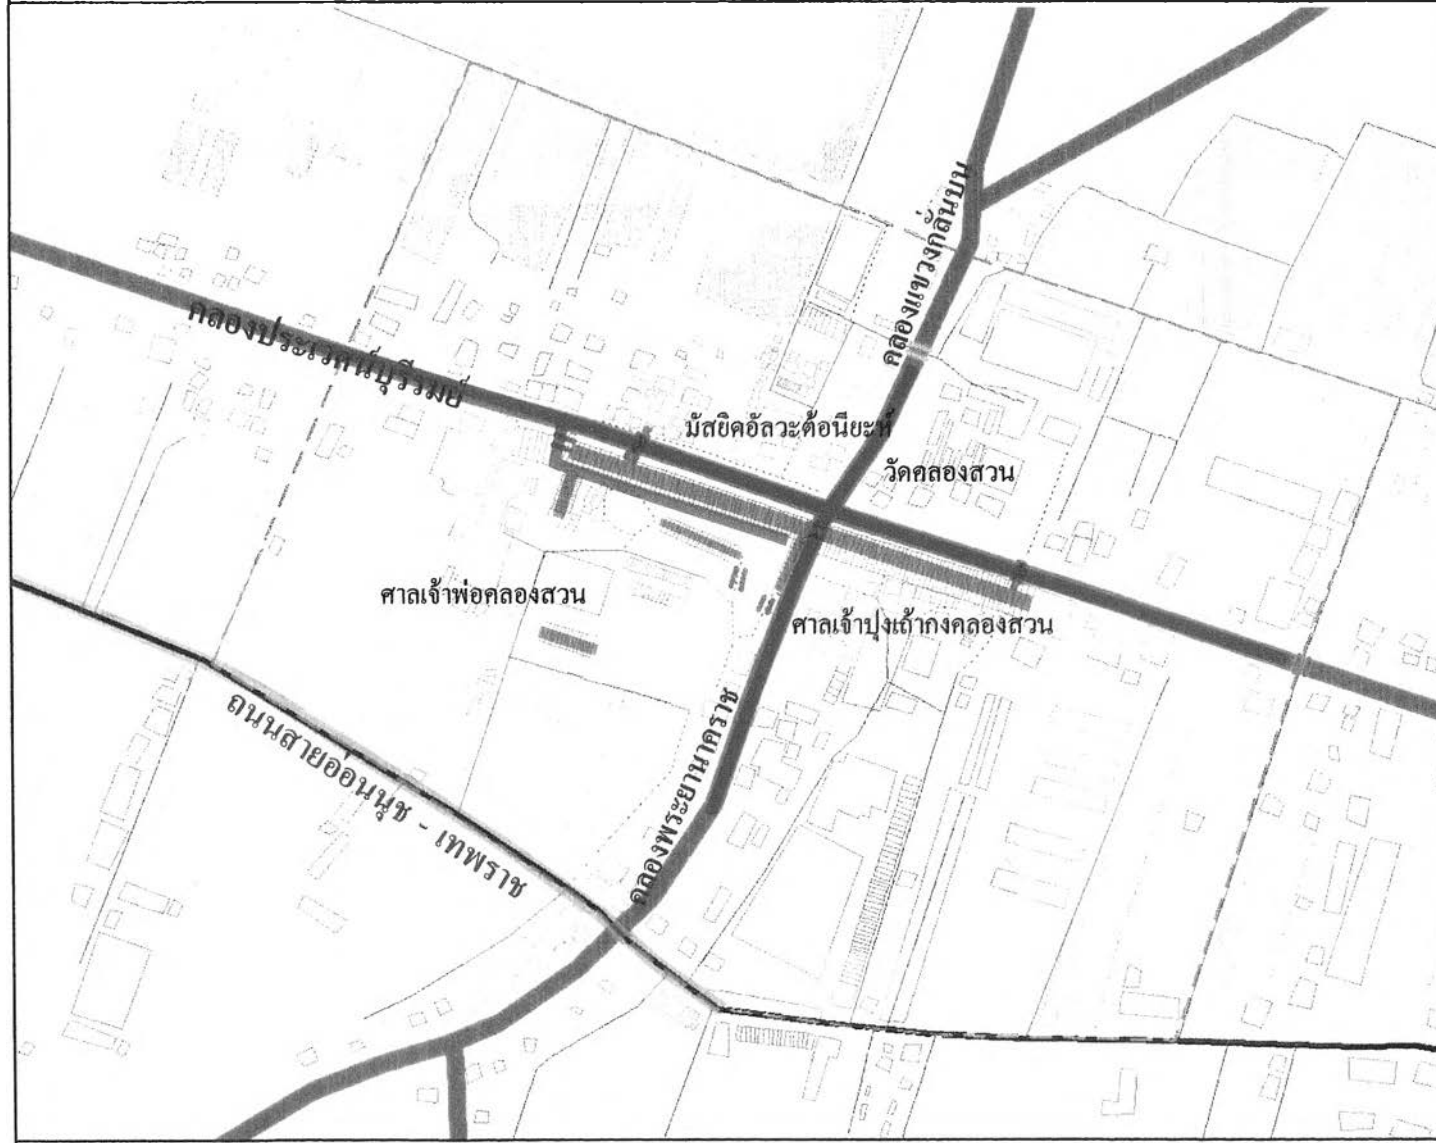 คลองแขวงกลั่นบน
คลองประเวศน์บุรีรมย์
มัสยิดอัลวะต้อนียะห์
วัดคลองสวน
ศาลเจ้าพ่อคลองสวน
ศาลเจ้าปุงเถ้ากงคลองสวน
ถนนสายอ่อนนุช - เทพราช
คลองพระยานาคราช